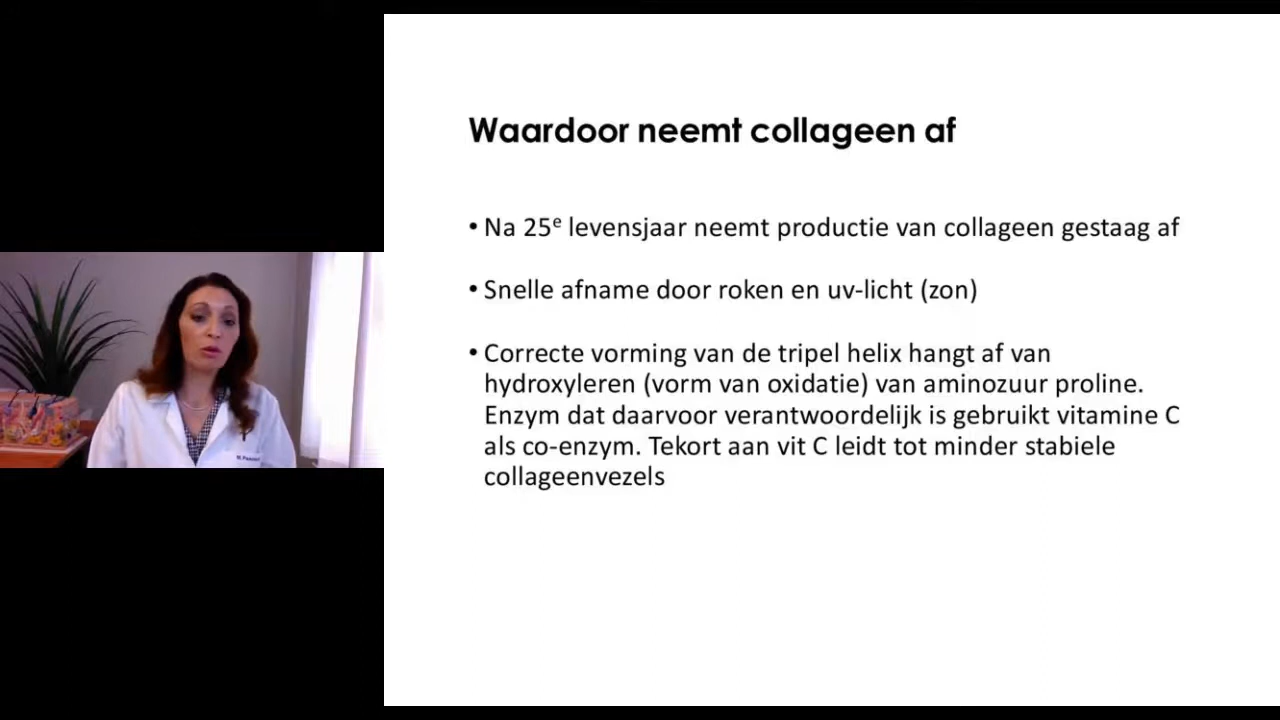 Waardoor neemt collageen af
• Na 25e levensjaar neemt productie van collageen gestaag af
• Snelle afname door roken en uv-licht (zon)
• Correcte vorming van de tripel helix hangt af van
hydroxyleren (vorm van oxidatie) van aminozuur proline.
Enzym dat daarvoor verantwoordelijk is gebruikt vitamine C
als co-enzym. Tekort aan vit C leidt tot minder stabiele
collageenvezels